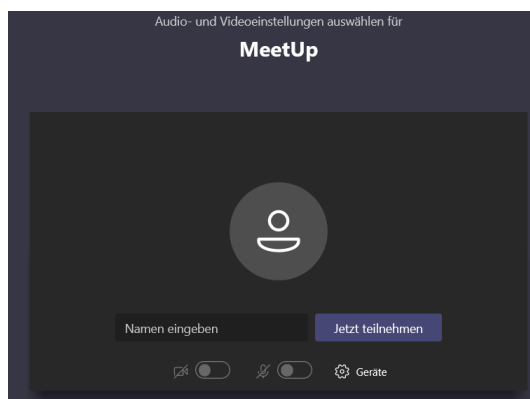 Audio- und Videoeinstellungen auswählen für
MeetUp
Namen eingeben
Jetzt teilnehmen
Geräte